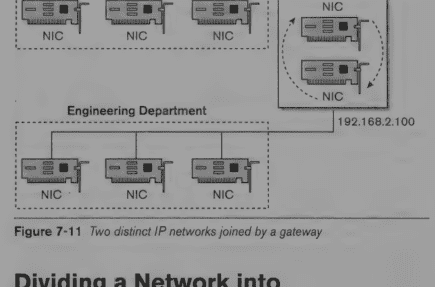 NIC
NIC NIC NIC
NIC
Engineering Department
192.168.2.100
NIC NIC NIC
Figure 7-11 Two distinct IP networks joined by a gateway
Dividing a Network into